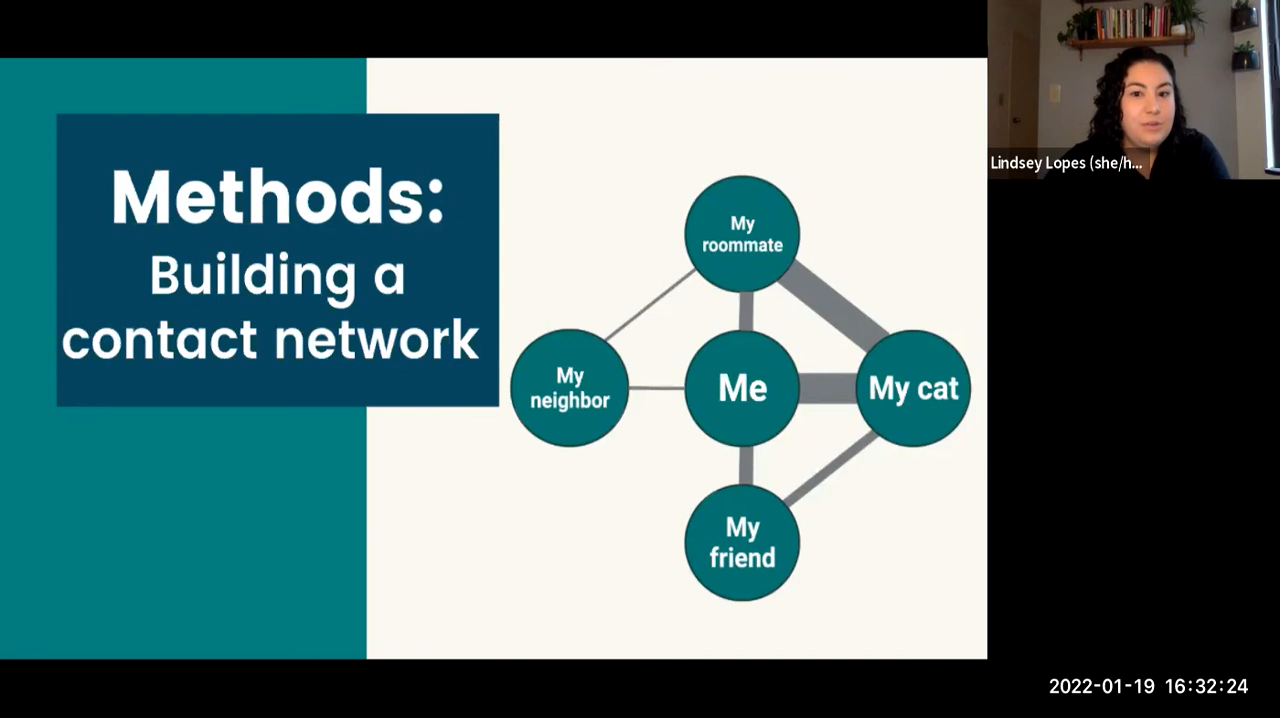 Methods:
Building a
contact network
My
roommate
My
neighbor
Me
My cat
My
friend
Lindsey Lopes (she/h...
2022-01-19 16:32:24